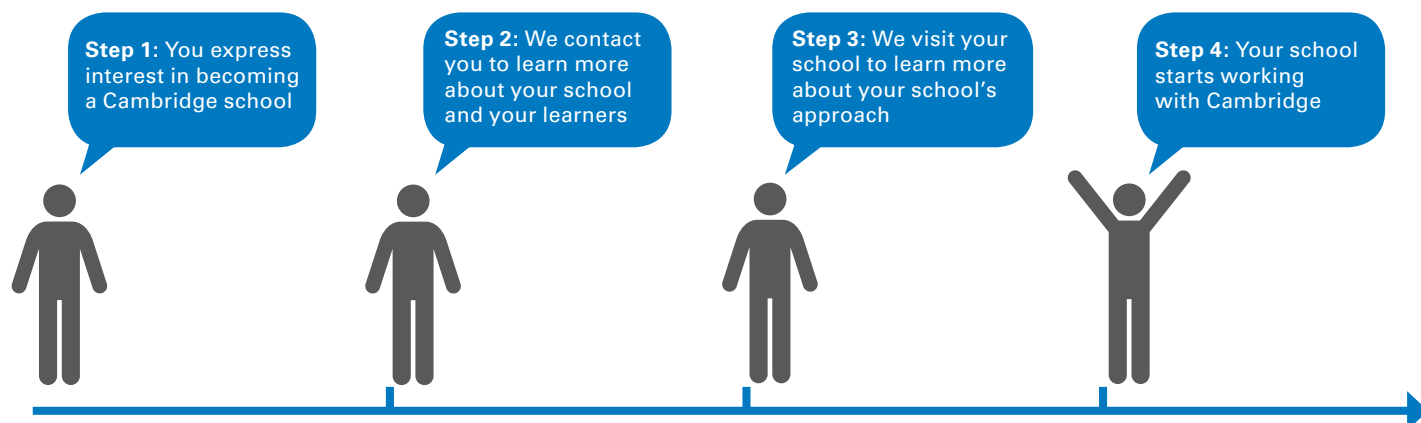 Step 1: You express
interest in becoming
a Cambridge school
Step 2: We contact
you to learn more
about your school
and your learners
Step 3: We visit your
school to learn more
about your school’s
approach
Step 4: Your school
starts working
with Cambridge